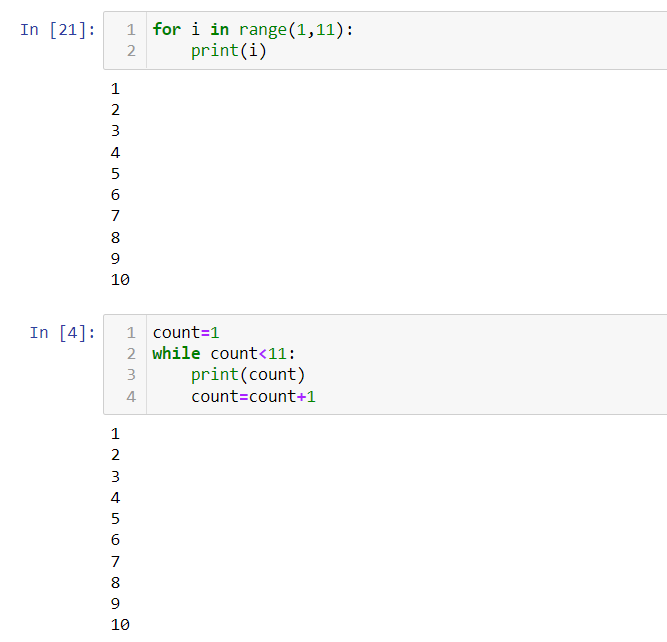 In [21]:
1 for i in range(1,11):
2     print(i)
1
2
3
4
5
6
7
8
9
10
In [4]:
1 count=1
2 while count<11:
3     print(count)
4     count=count+1
1
2
3
4
5
6
7
8
9
10